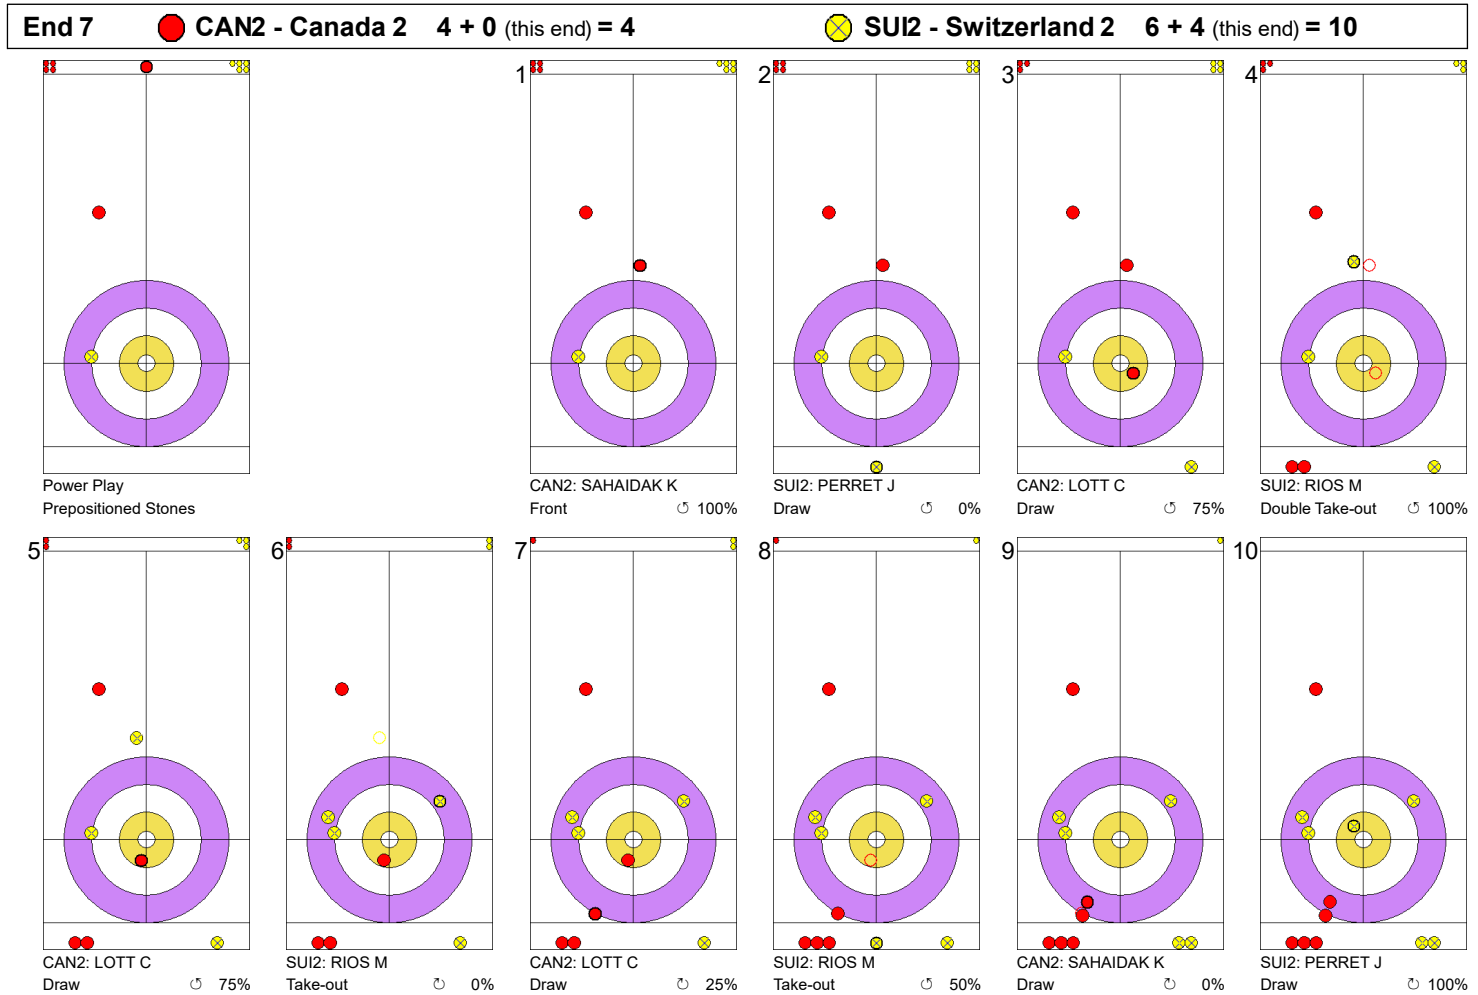 End 7 CAN2 - Canada 2 4 + 0 (this end) = 4 SUI2 - Switzerland 2 6 + 4 (this end) = 10
Power Play
Prepositioned Stones
1
CAN2: SAHAIDAK K
Front 100%
2
SUI2: PERRET J
Draw 0%
3
CAN2: LOTT C
Draw 75%
4
SUI2: RIOS M
Double Take-out 100%
5
CAN2: LOTT C
Draw 75%
6
SUI2: RIOS M
Take-out 0%
7
CAN2: LOTT C
Draw 25%
8
SUI2: RIOS M
Take-out 50%
9
CAN2: SAHAIDAK K
Draw 0%
10
SUI2: PERRET J
Draw 100%